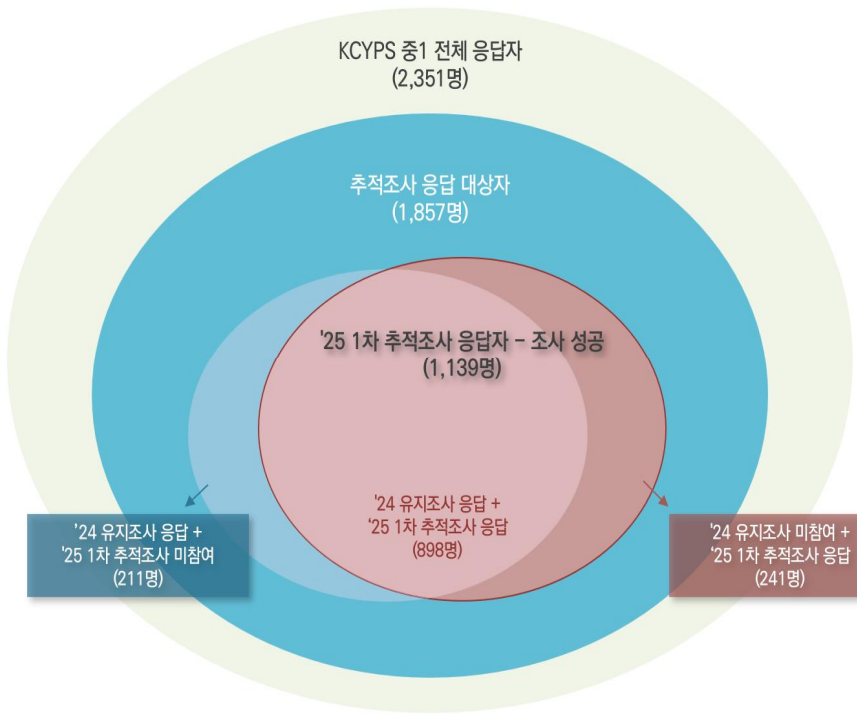 KCYPS 중1 전체 응답자
(2,351명)
추적조사 응답 대상자
(1,857명)
'25 1차 추적조사 응답자 – 조사 성공
(1,139명)
'24 유지조사 응답 +
'25 1차 추적조사 응답
(898명)
'24 유지조사 응답 +
'25 1차 추적조사 미참여
(211명)
'24 유지조사 미참여 +
'25 1차 추적조사 응답
(241명)